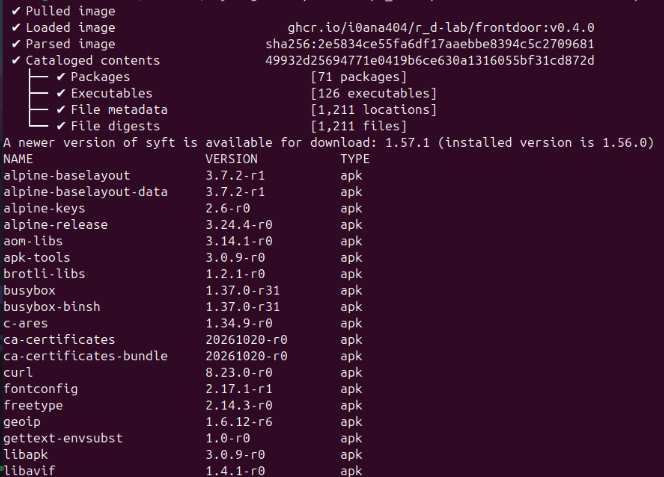 ✔ Pulled image
✔ Loaded image ghcr.io/i0ana404/r_d-lab/frontdoor:v0.4.0
✔ Parsed image sha256:2e5834ce55fa6df17aaebbe8394c5c2709681
✔ Cataloged contents 49932d25694771e0419b6ce630a1316055bf31cd872d
├── ✔ Packages [71 packages]
├── ✔ Executables [126 executables]
├── ✔ File metadata [1,211 locations]
└── ✔ File digests [1,211 files]
A newer version of syft is available for download: 1.57.1 (installed version is 1.56.0)
NAME VERSION TYPE
alpine-baselayout 3.7.2-r1 apk
alpine-baselayout-data 3.7.2-r1 apk
alpine-keys 2.6-r0 apk
alpine-release 3.24.4-r0 apk
aom-libs 3.14.1-r0 apk
apk-tools 3.0.9-r0 apk
brotli-libs 1.2.1-r0 apk
busybox 1.37.0-r31 apk
busybox-binsh 1.37.0-r31 apk
c-ares 1.34.9-r0 apk
ca-certificates 20261020-r0 apk
ca-certificates-bundle 20261020-r0 apk
curl 8.23.0-r0 apk
fontconfig 2.17.1-r1 apk
freetype 2.14.3-r0 apk
geoip 1.6.12-r6 apk
gettext-envsubst 1.0-r0 apk
libapk 3.0.9-r0 apk
libavif 1.4.1-r0 apk